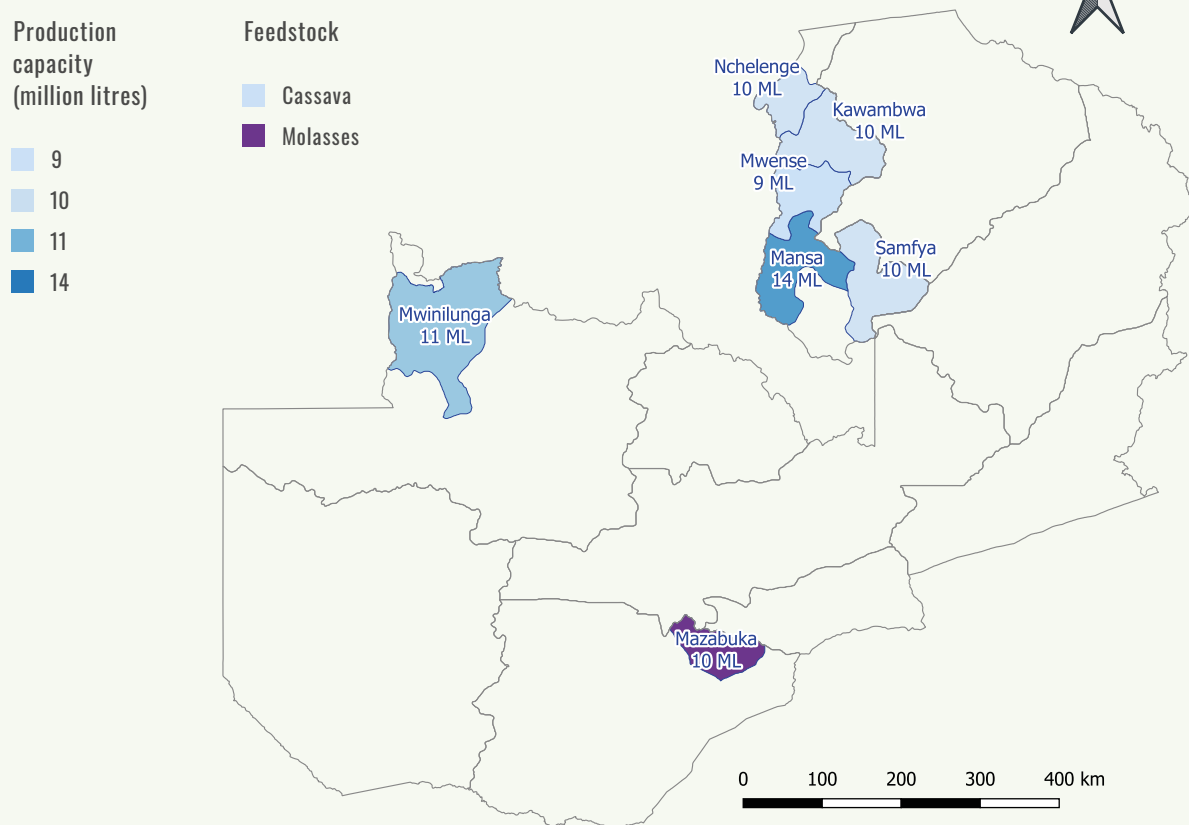 Production
capacity
(million litres)
9
10
11
14
Feedstock
Cassava
Molasses
Nchelenge
10 ML
Kawambwa
10 ML
Mwense
9 ML
Mansa
14 ML
Samfya
10 ML
Mwinilunga
11 ML
Mazabuka
10 ML
0 100 200 300 400 km